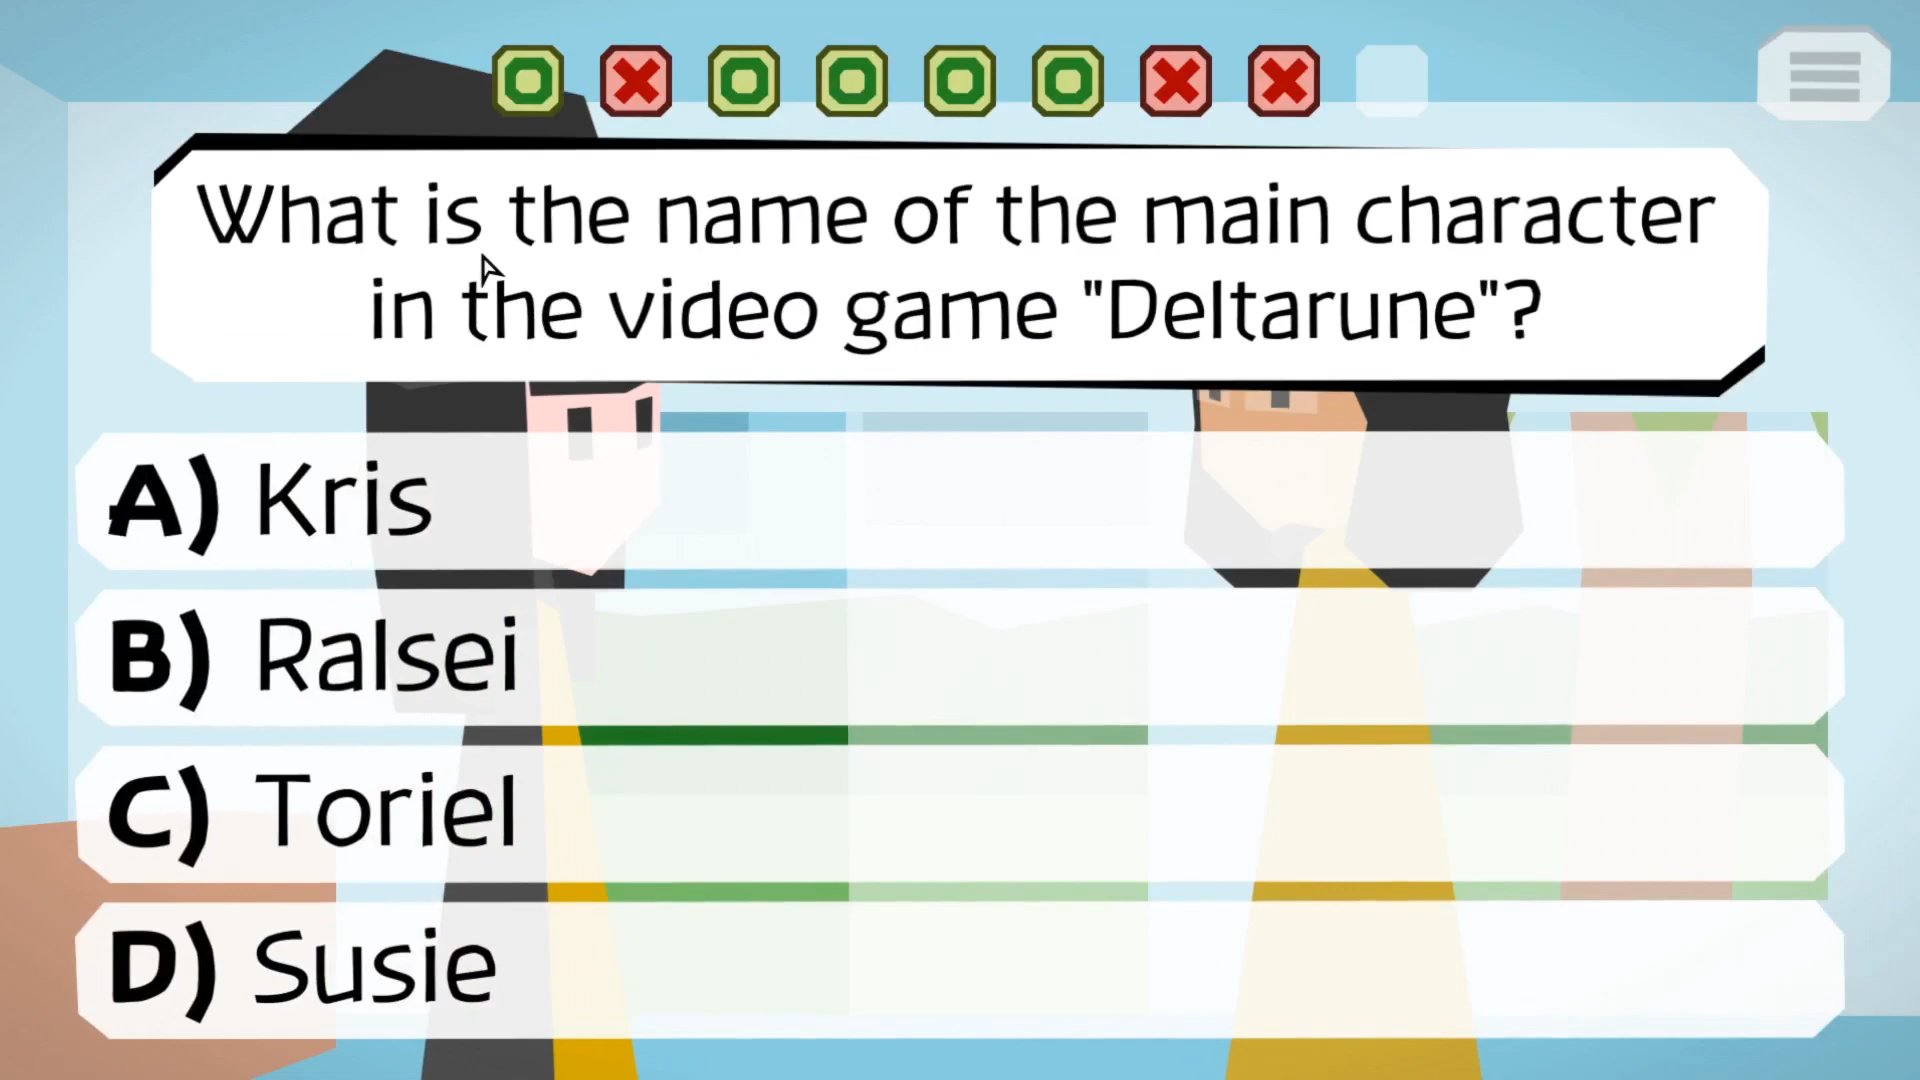 What is the name of the main character
in the video game "Deltarune"?
A) Kris
B) Ralsei
C) Toriel
D) Susie